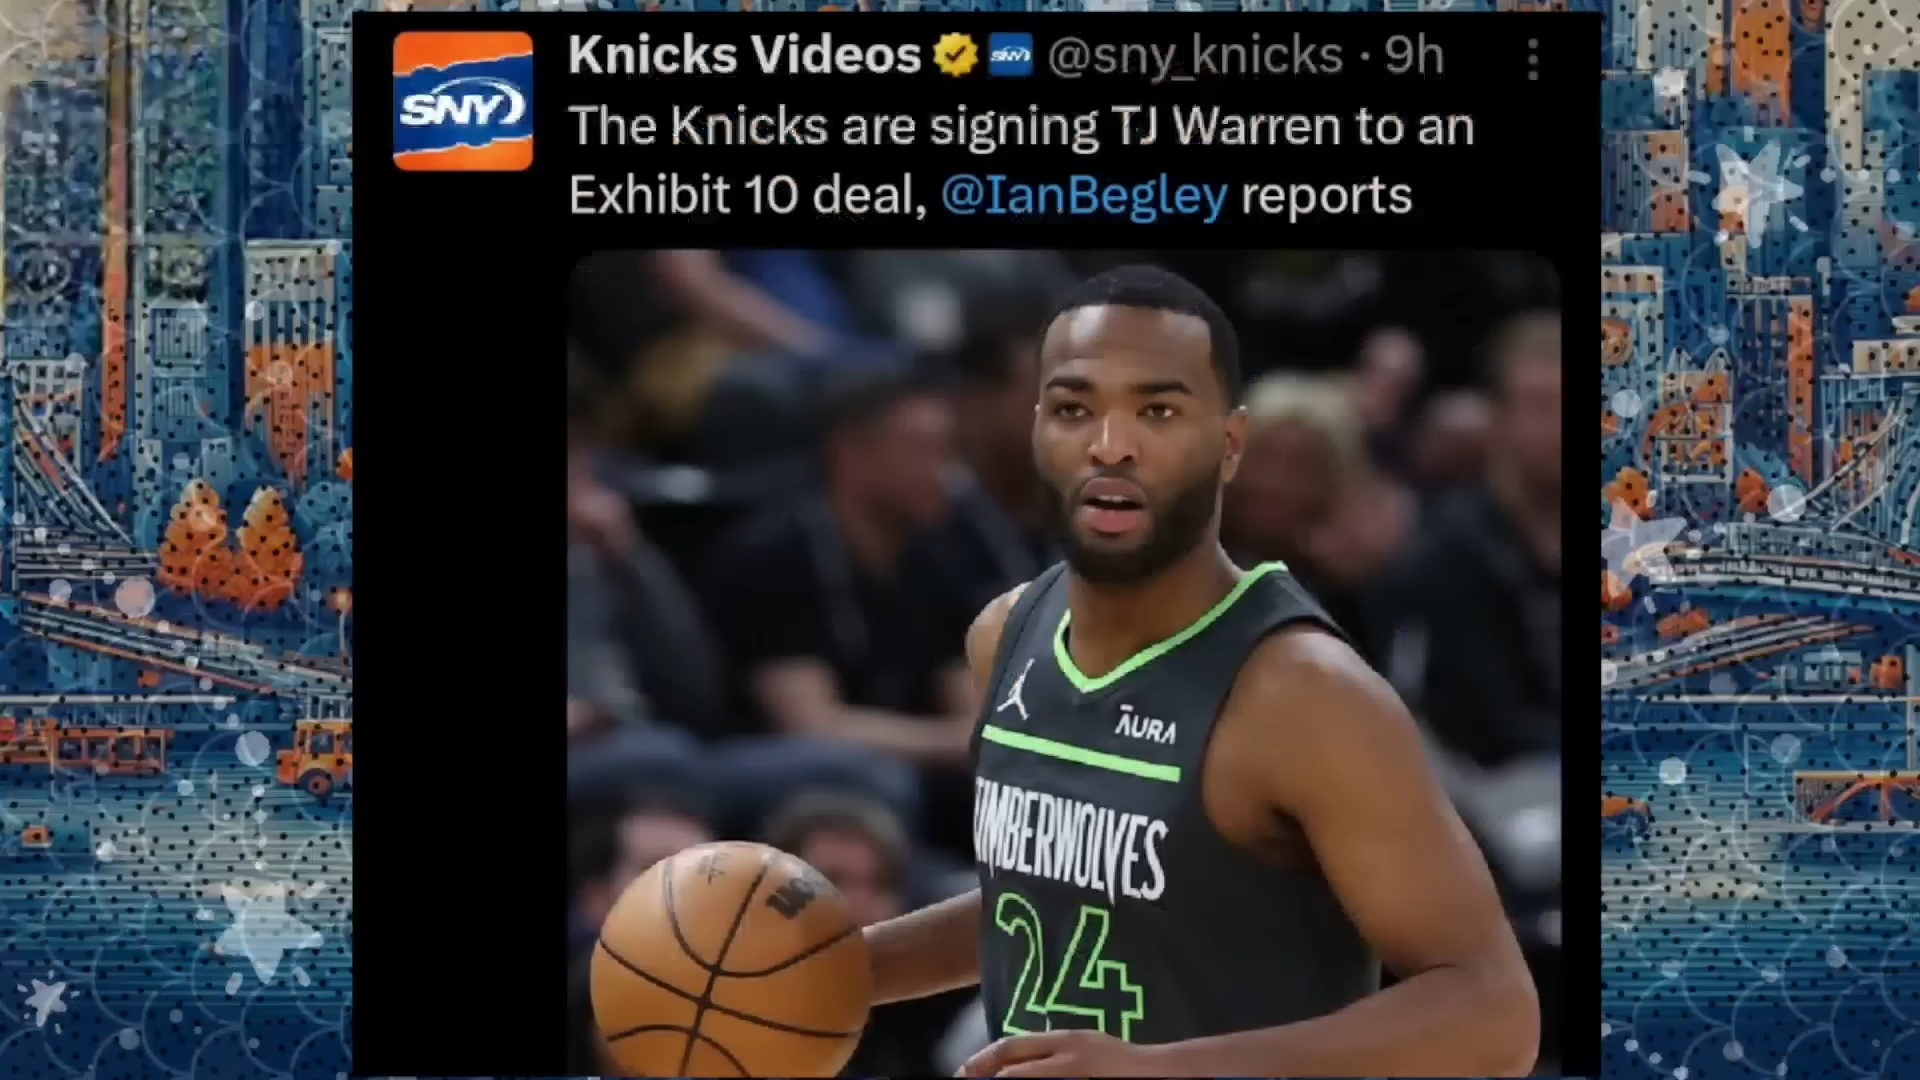 Knicks Videos SNY @sny_knicks · 9h
SNY
The Knicks are signing TJ Warren to an
Exhibit 10 deal, @IanBegley reports
AURA
TIMBERWOLVES
24